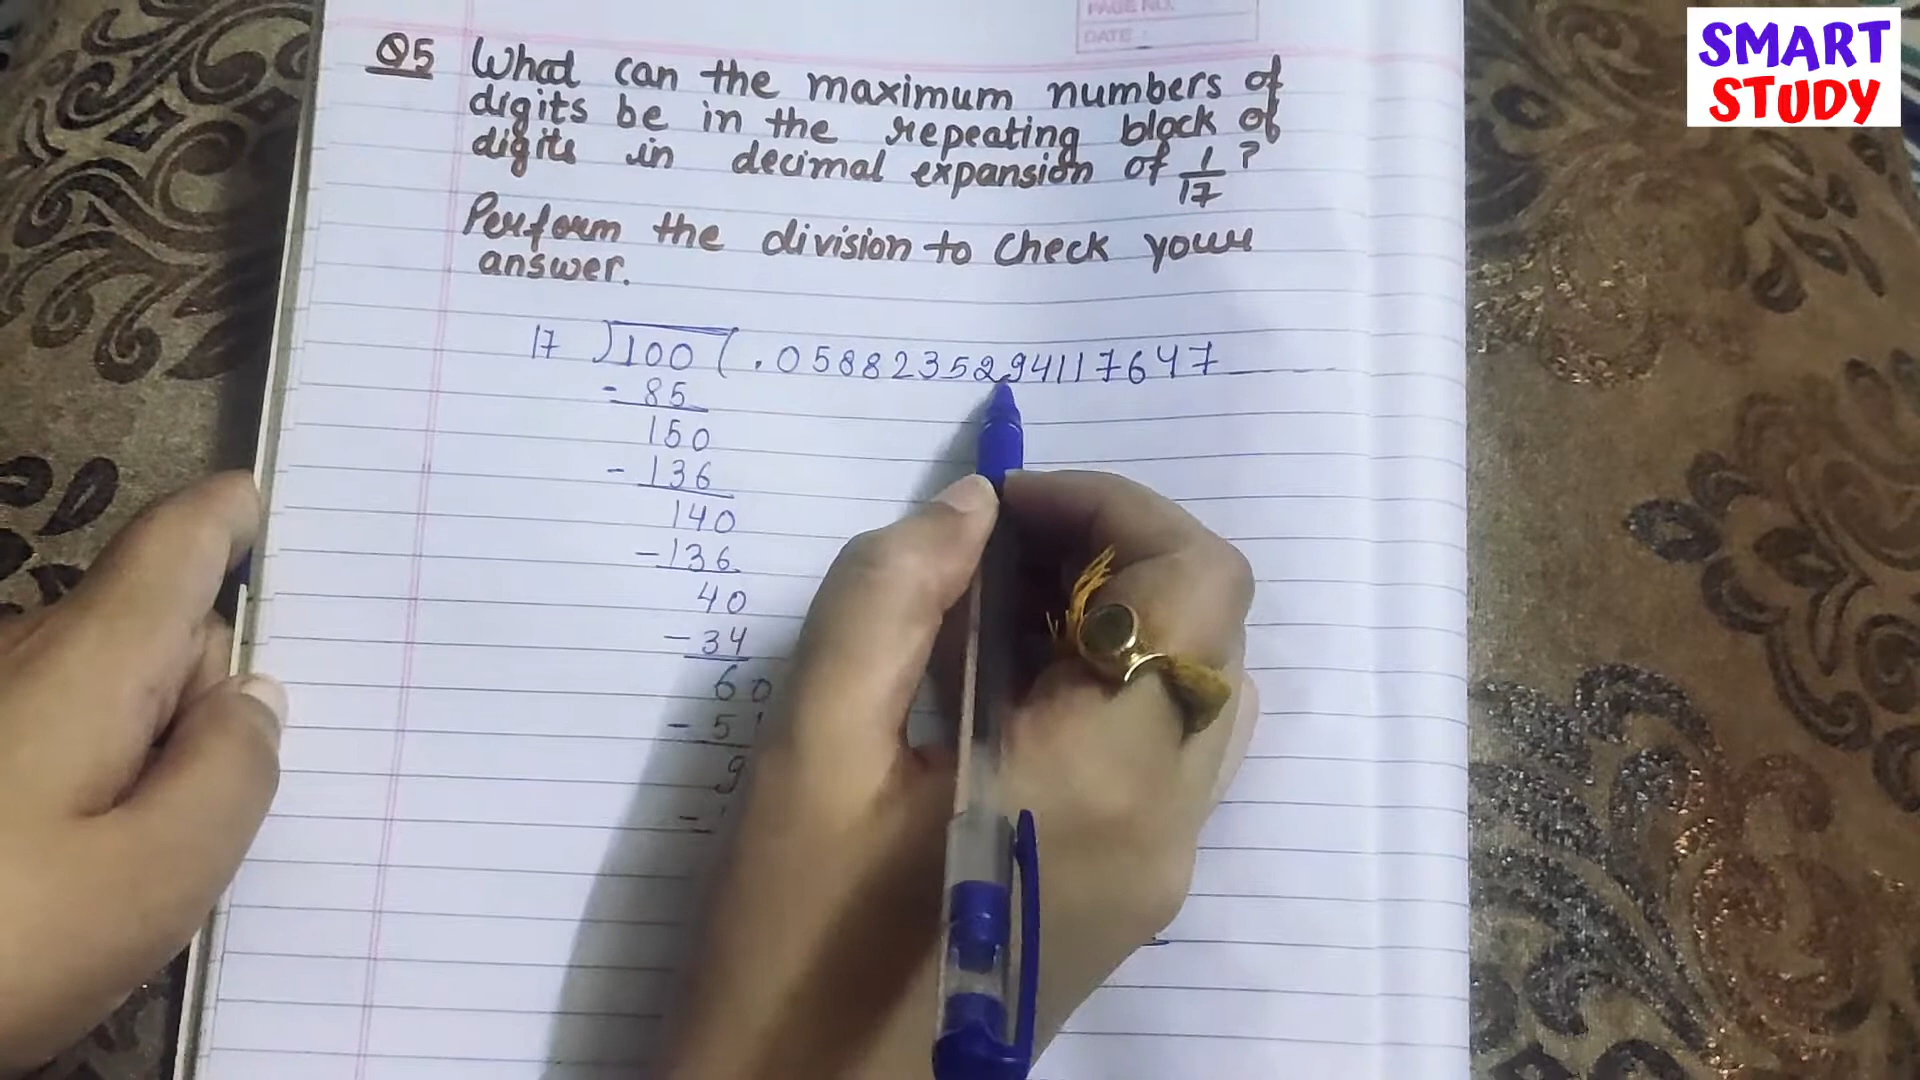 PAGE NO.
DATE :
SMART
STUDY
Q5 What can the maximum numbers of
digits be in the repeating block of
digits in decimal expansion of 1/17 ?
Perform the division to check your
answer.
17 ) 100 ( .0588235294117647
- 85
150
- 136
140
- 136
40
- 34
60
- 5
9
-